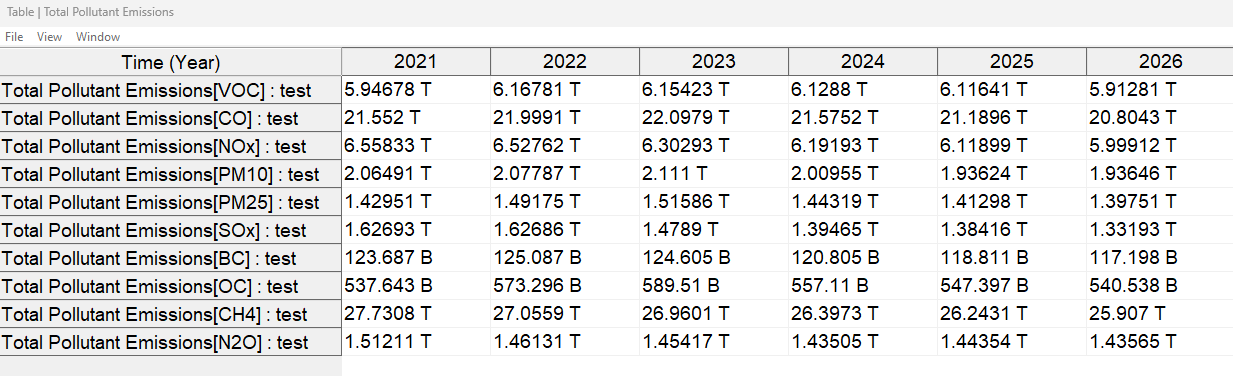 Table | Total Pollutant Emissions
File View Window
Time (Year) 2021 2022 2023 2024 2025 2026
Total Pollutant Emissions[VOC] : test 5.94678 T 6.16781 T 6.15423 T 6.1288 T 6.11641 T 5.91281 T
Total Pollutant Emissions[CO] : test 21.552 T 21.9991 T 22.0979 T 21.5752 T 21.1896 T 20.8043 T
Total Pollutant Emissions[NOx] : test 6.55833 T 6.52762 T 6.30293 T 6.19193 T 6.11899 T 5.99912 T
Total Pollutant Emissions[PM10] : test 2.06491 T 2.07787 T 2.111 T 2.00955 T 1.93624 T 1.93646 T
Total Pollutant Emissions[PM25] : test 1.42951 T 1.49175 T 1.51586 T 1.44319 T 1.41298 T 1.39751 T
Total Pollutant Emissions[SOx] : test 1.62693 T 1.62686 T 1.4789 T 1.39465 T 1.38416 T 1.33193 T
Total Pollutant Emissions[BC] : test 123.687 B 125.087 B 124.605 B 120.805 B 118.811 B 117.198 B
Total Pollutant Emissions[OC] : test 537.643 B 573.296 B 589.51 B 557.11 B 547.397 B 540.538 B
Total Pollutant Emissions[CH4] : test 27.7308 T 27.0559 T 26.9601 T 26.3973 T 26.2431 T 25.907 T
Total Pollutant Emissions[N2O] : test 1.51211 T 1.46131 T 1.45417 T 1.43505 T 1.44354 T 1.43565 T